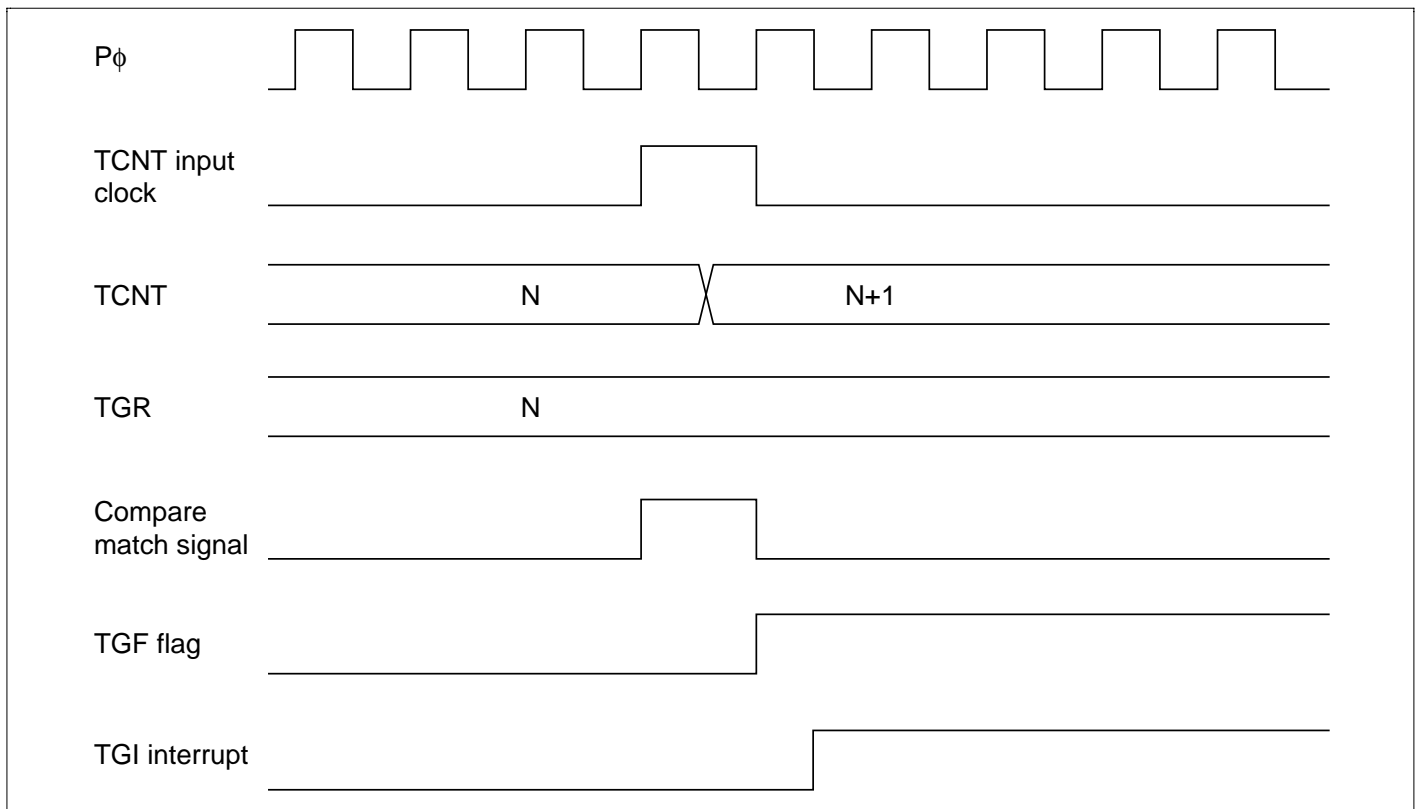 Pϕ
TCNT input
clock
TCNT
N
N+1
TGR
N
Compare
match signal
TGF flag
TGI interrupt